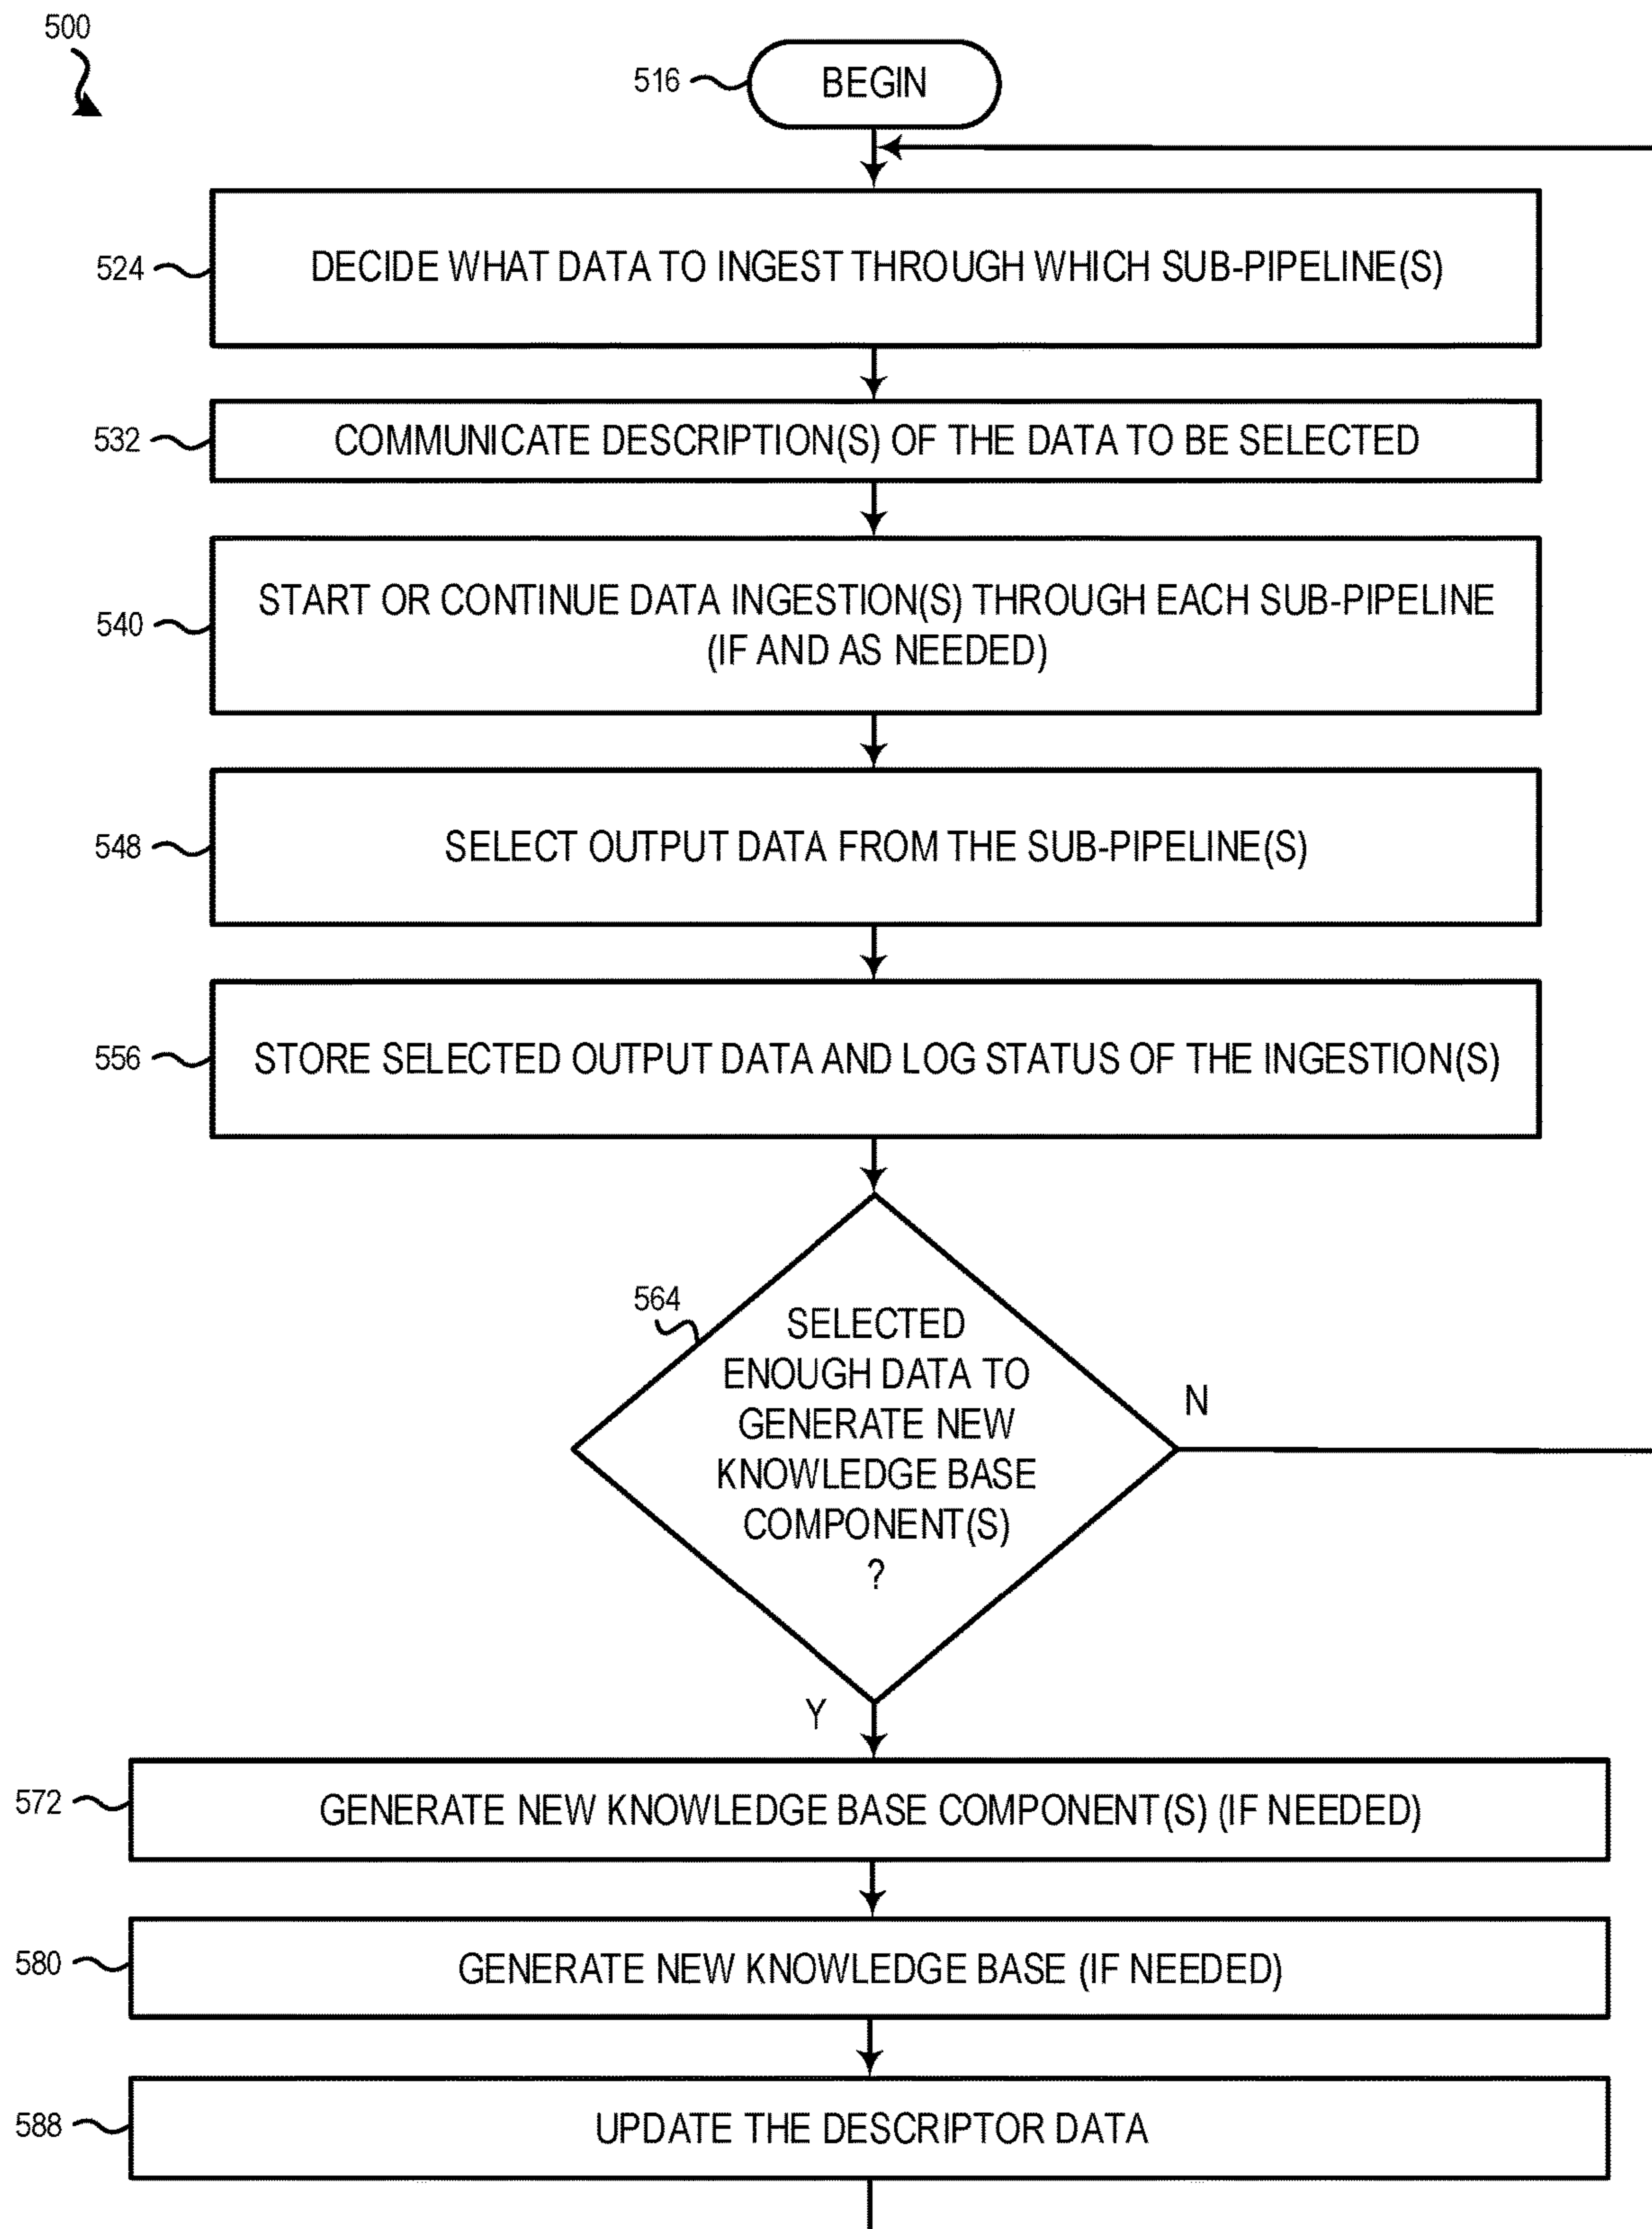 500
516
BEGIN
524
DECIDE WHAT DATA TO INGEST THROUGH WHICH SUB-PIPELINE(S)
532
COMMUNICATE DESCRIPTION(S) OF THE DATA TO BE SELECTED
540
START OR CONTINUE DATA INGESTION(S) THROUGH EACH SUB-PIPELINE
(IF AND AS NEEDED)
548
SELECT OUTPUT DATA FROM THE SUB-PIPELINE(S)
556
STORE SELECTED OUTPUT DATA AND LOG STATUS OF THE INGESTION(S)
564
SELECTED
ENOUGH DATA TO
GENERATE NEW
KNOWLEDGE BASE
COMPONENT(S)
?
N
Y
572
GENERATE NEW KNOWLEDGE BASE COMPONENT(S) (IF NEEDED)
580
GENERATE NEW KNOWLEDGE BASE (IF NEEDED)
588
UPDATE THE DESCRIPTOR DATA